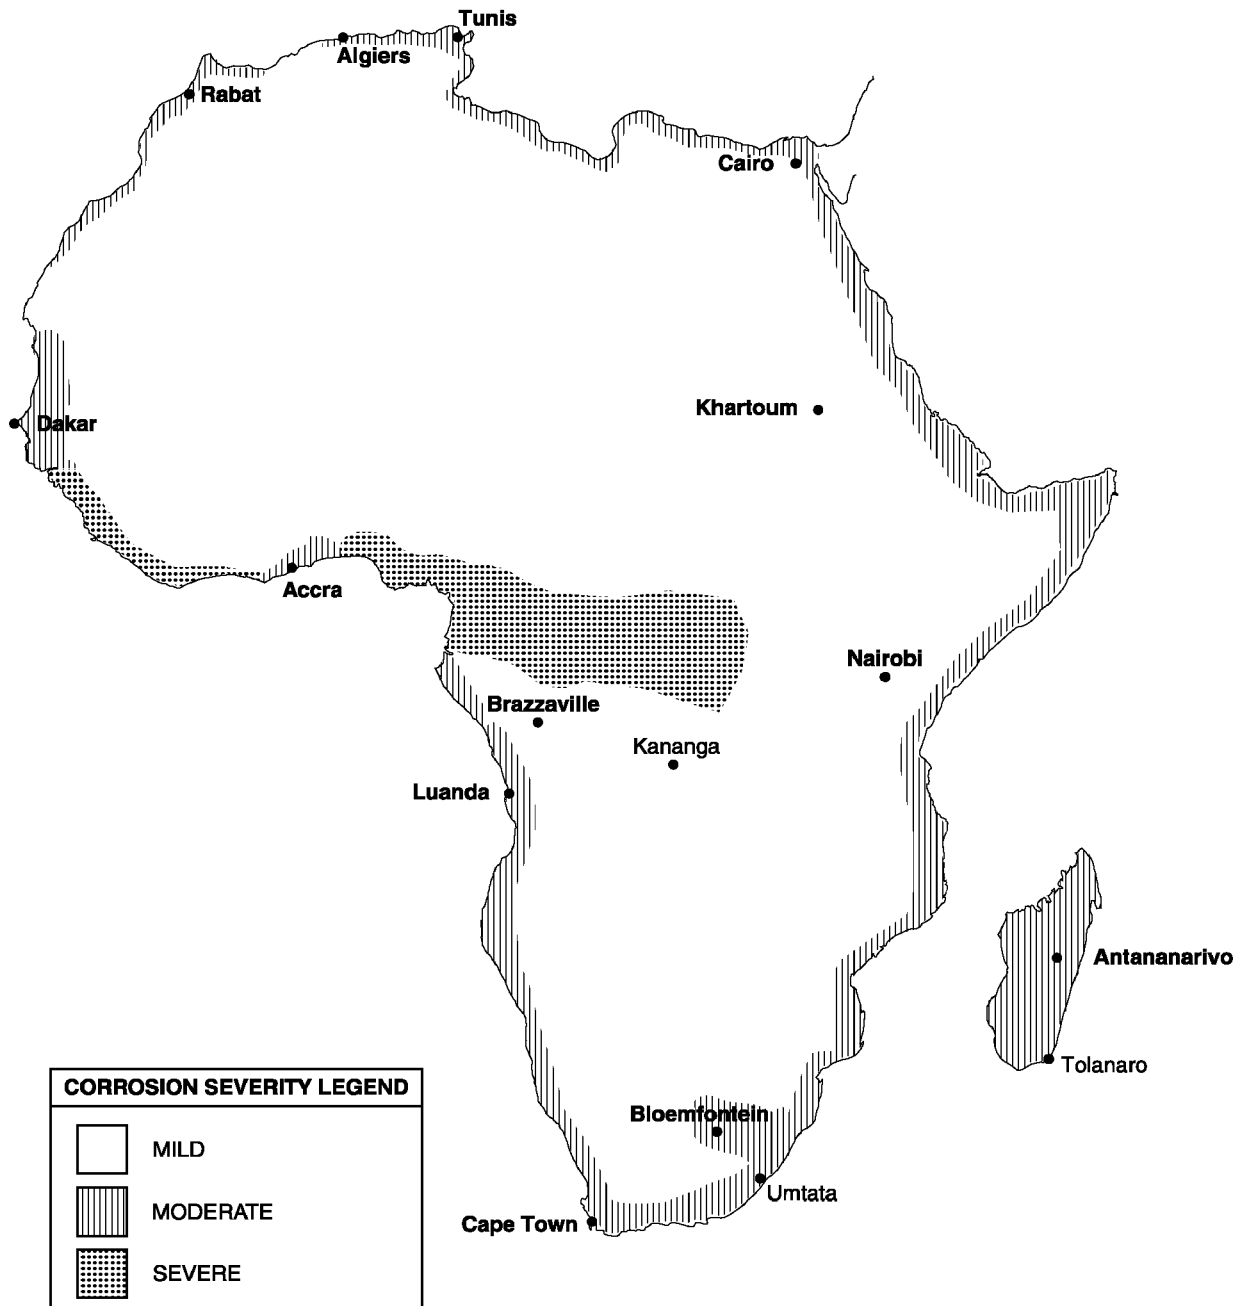 Tunis
Algiers
Rabat
Cairo
Khartoum
Dakar
Accra
Nairobi
Brazzaville
Kananga
Luanda
Antananarivo
Tolanaro
Bloemfontein
Umtata
Cape Town
CORROSION SEVERITY LEGEND
MILD
MODERATE
SEVERE